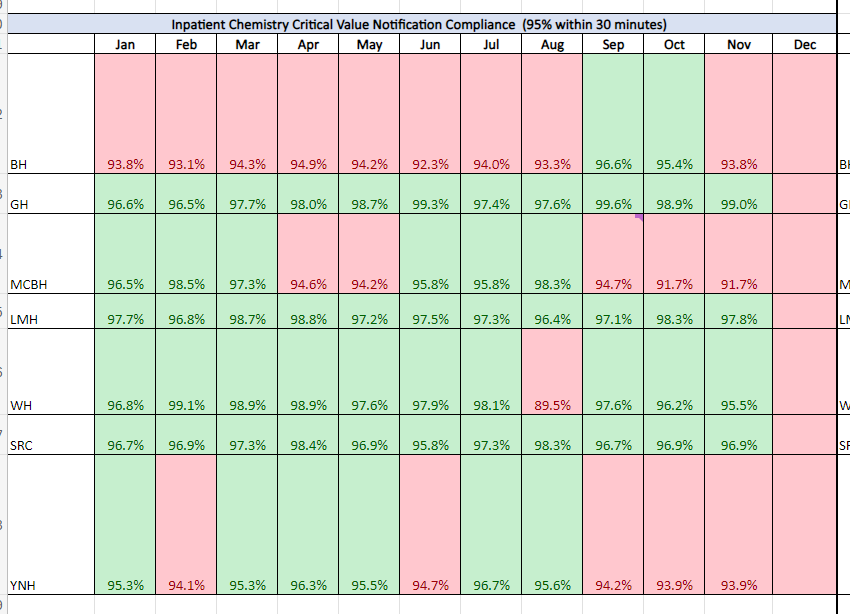 Inpatient Chemistry Critical Value Notification Compliance (95% within 30 minutes)
Jan Feb Mar Apr May Jun Jul Aug Sep Oct Nov Dec
BH 93.8% 93.1% 94.3% 94.9% 94.2% 92.3% 94.0% 93.3% 96.6% 95.4% 93.8%
GH 96.6% 96.5% 97.7% 98.0% 98.7% 99.3% 97.4% 97.6% 99.6% 98.9% 99.0%
MCBH 96.5% 98.5% 97.3% 94.6% 94.2% 95.8% 95.8% 98.3% 94.7% 91.7% 91.7%
LMH 97.7% 96.8% 98.7% 98.8% 97.2% 97.5% 97.3% 96.4% 97.1% 98.3% 97.8%
WH 96.8% 99.1% 98.9% 98.9% 97.6% 97.9% 98.1% 89.5% 97.6% 96.2% 95.5%
SRC 96.7% 96.9% 97.3% 98.4% 96.9% 95.8% 97.3% 98.3% 96.7% 96.9% 96.9%
YNH 95.3% 94.1% 95.3% 96.3% 95.5% 94.7% 96.7% 95.6% 94.2% 93.9% 93.9%